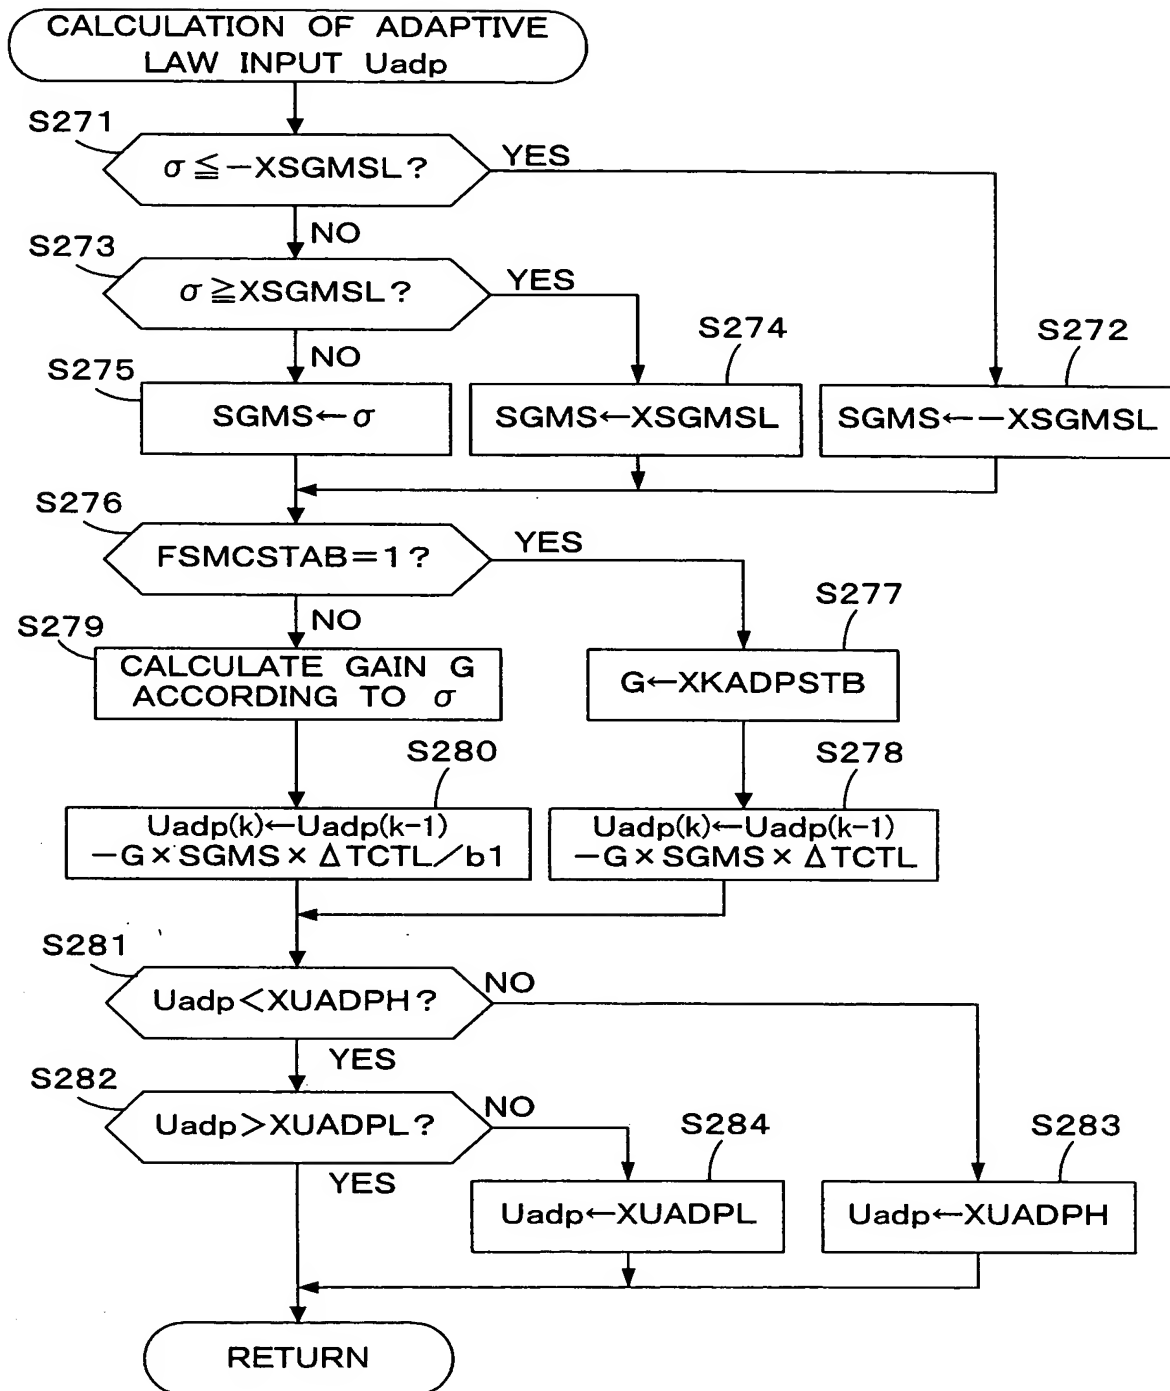 CALCULATION OF ADAPTIVE
LAW INPUT Uadp
S271
σ≦−XSGMSL?
YES
NO
S273
σ≧XSGMSL?
YES
NO
S274
S272
S275
SGMS←σ
SGMS←XSGMSL
SGMS←−XSGMSL
S276
FSMCSTAB=1?
YES
NO
S277
S279
CALCULATE GAIN G
ACCORDING TO σ
G←XKADPSTB
S280
S278
Uadp(k)←Uadp(k-1)
−G×SGMS×ΔTCTL/b1
Uadp(k)←Uadp(k-1)
−G×SGMS×ΔTCTL
S281
Uadp<XUADPH?
NO
YES
S282
Uadp>XUADPL?
NO
YES
S284
S283
Uadp←XUADPL
Uadp←XUADPH
RETURN